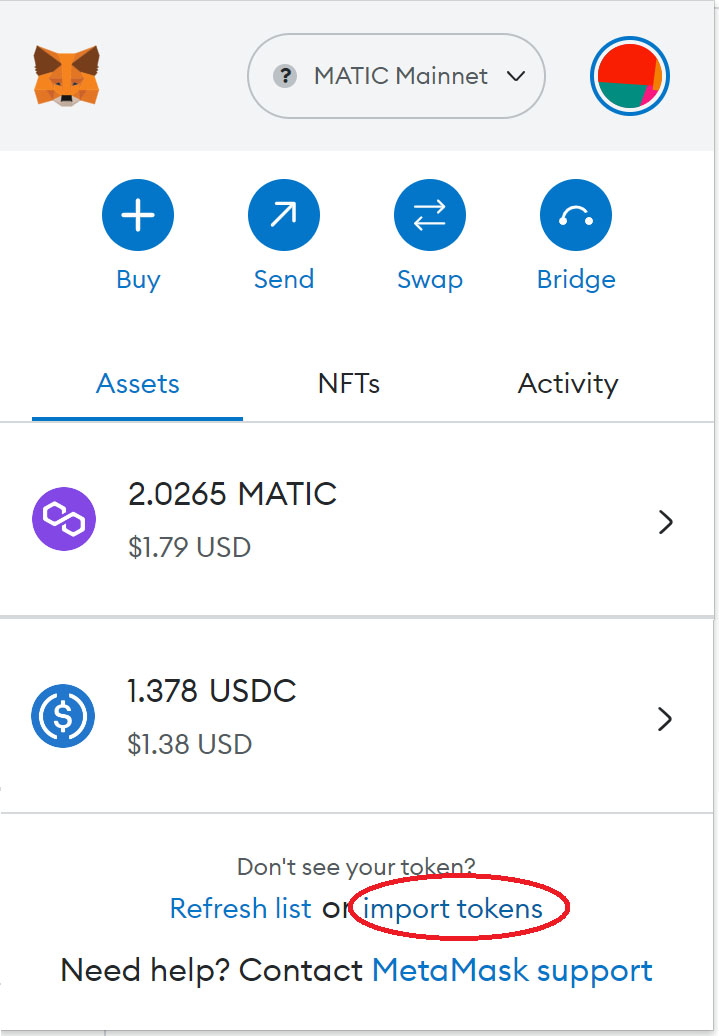 ? MATIC Mainnet
Buy Send Swap Bridge
Assets NFTs Activity
2.0265 MATIC
$1.79 USD
1.378 USDC
$1.38 USD
Don't see your token?
Refresh list or import tokens
Need help? Contact MetaMask support